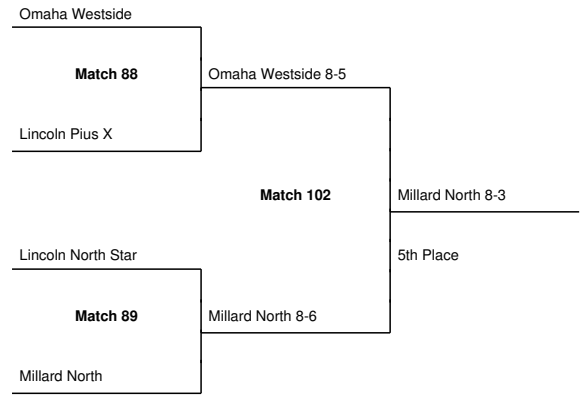 Omaha Westside
Match 88
Omaha Westside 8-5
Lincoln Pius X
Match 102
Millard North 8-3
Lincoln North Star
5th Place
Match 89
Millard North 8-6
Millard North